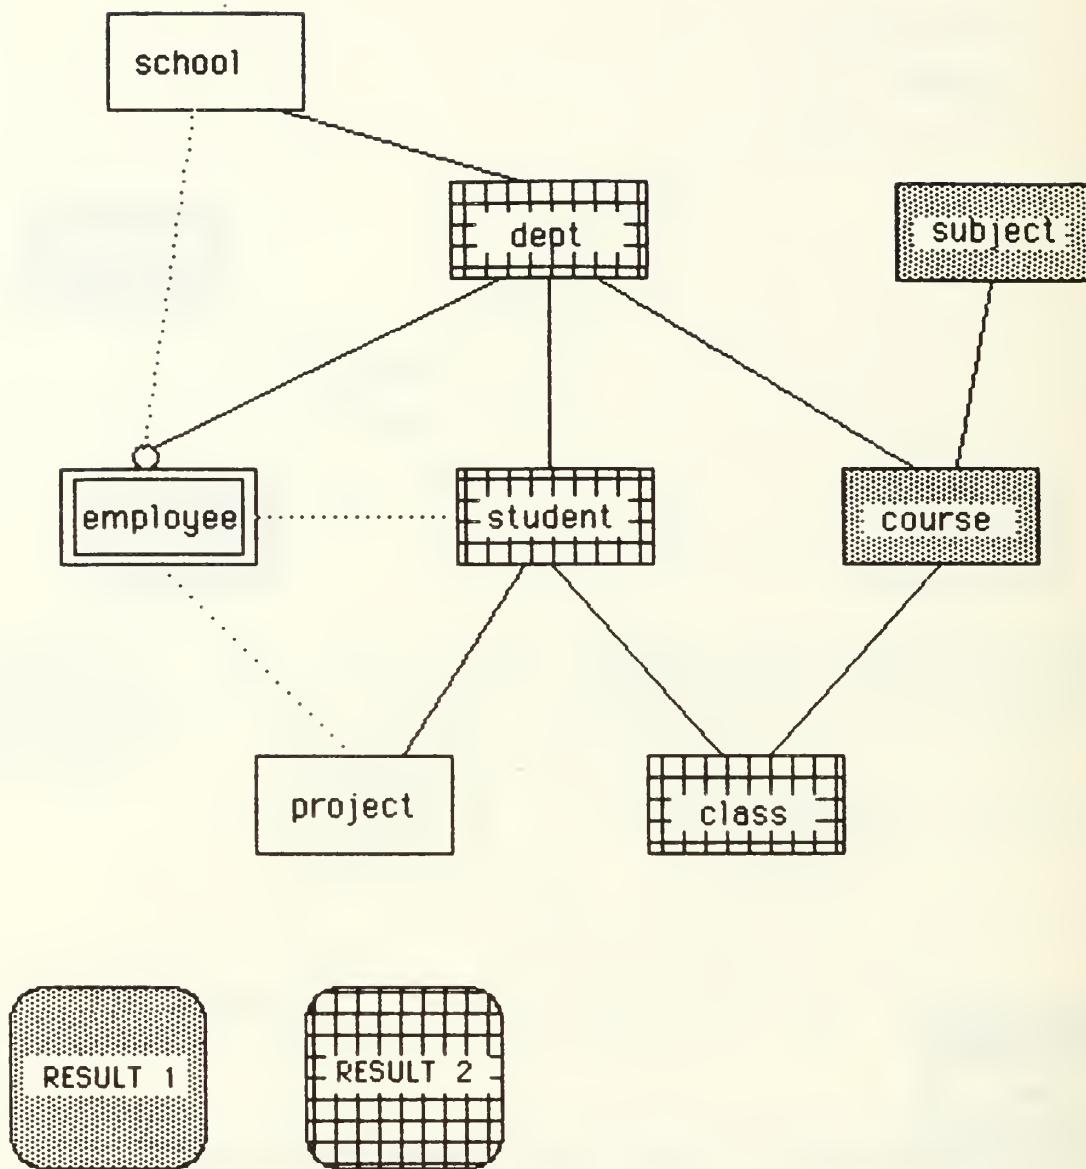 school
dept
subject
employee
student
course
project
class
RESULT 1
RESULT 2